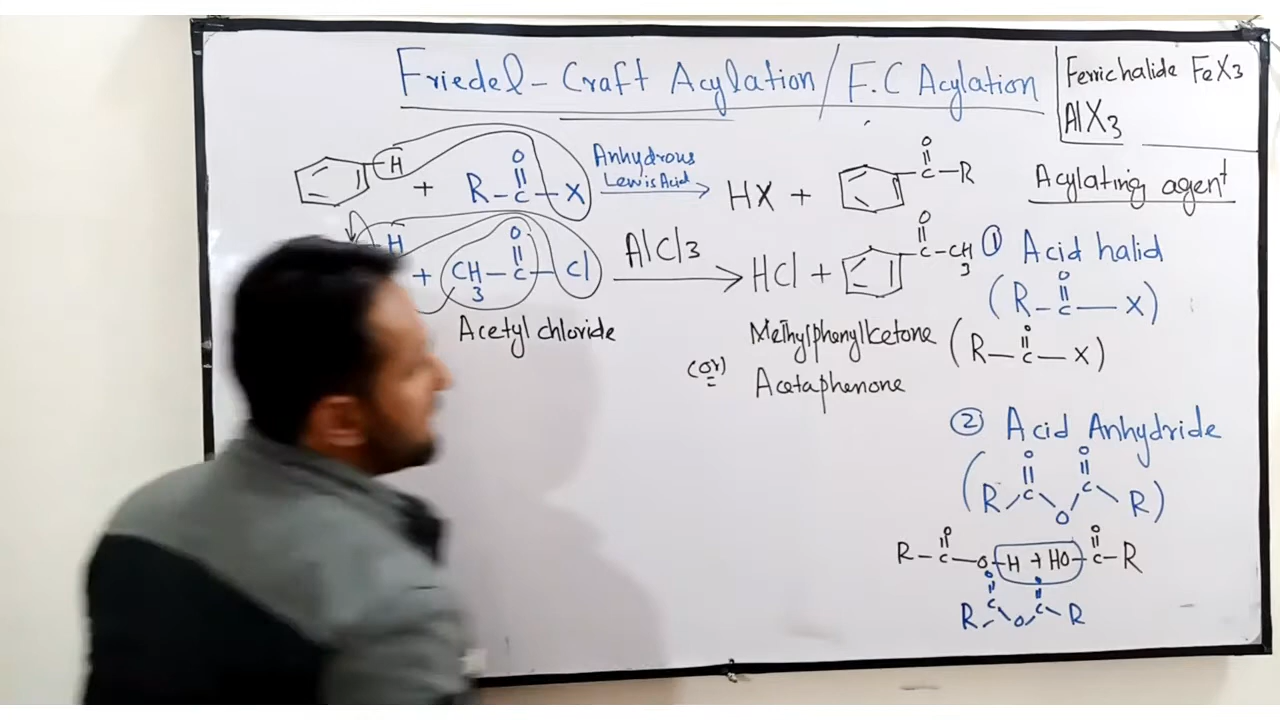 Friedel-Craft Acylation / F.C Acylation
Ferrichalide FeX3
AlX3
H + R-C-X Anhydrous Lewis Acid HX + C-R
O
O
Acylating agent
H + CH3-C-Cl AlCl3 HCl + C-CH3
O
O
Acetyl chloride
Methylphenylketone
(or) Acetaphenone
① Acid halid
O
(R-C-X)
O
(R-C-X)
② Acid Anhydride
O O
(R C O C R)
O O
R-C-O-H + HO-C-R
O O
R C O C R